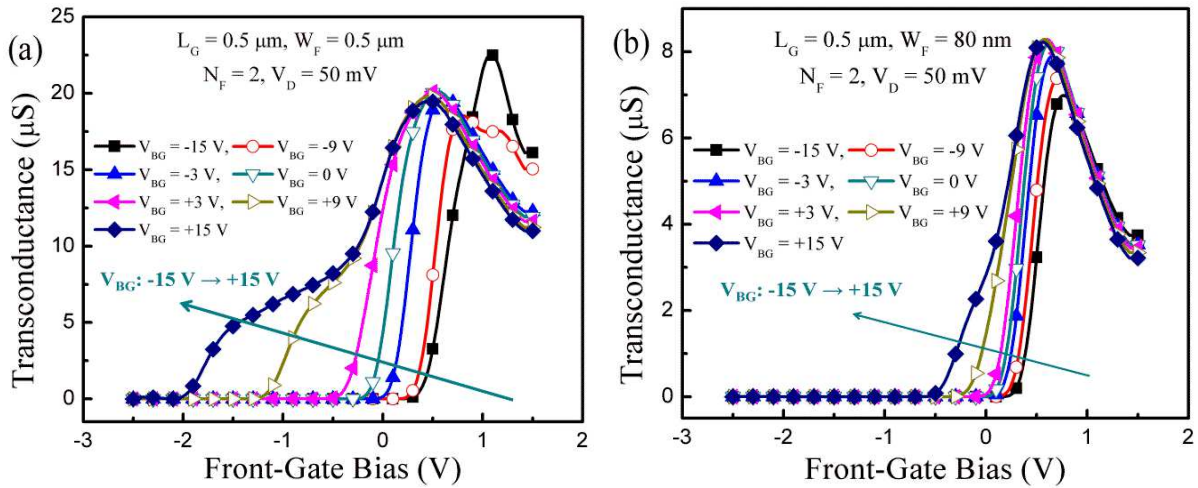 (a)
L_G = 0.5 μm, W_F = 0.5 μm
N_F = 2, V_D = 50 mV
V_BG = -15 V, V_BG = -9 V
V_BG = -3 V, V_BG = 0 V
V_BG = +3 V, V_BG = +9 V
V_BG = +15 V
V_BG: -15 V → +15 V
Transconductance (μS)
25
20
15
10
5
0
-3 -2 -1 0 1 2
Front-Gate Bias (V)
(b)
L_G = 0.5 μm, W_F = 80 nm
N_F = 2, V_D = 50 mV
V_BG = -15 V, V_BG = -9 V
V_BG = -3 V, V_BG = 0 V
V_BG = +3 V, V_BG = +9 V
V_BG = +15 V
V_BG: -15 V → +15 V
Transconductance (μS)
8
6
4
2
0
-3 -2 -1 0 1 2
Front-Gate Bias (V)